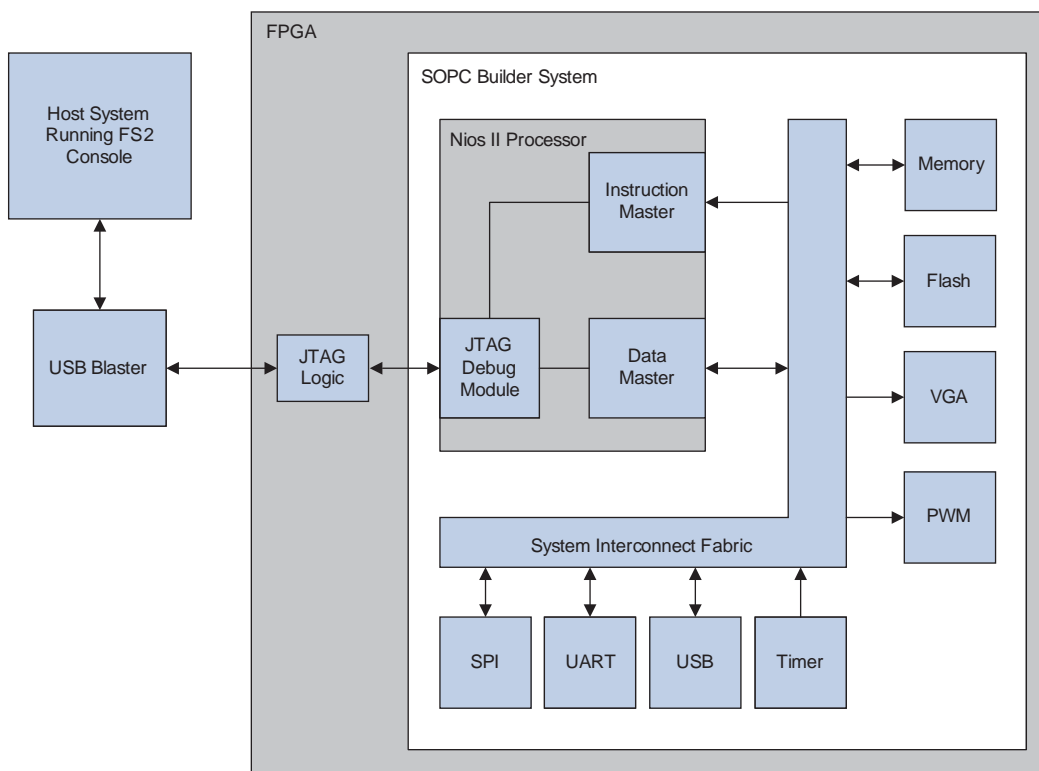 FPGA
SOPC Builder System
Host System
Running FS2
Console
Nios II Processor
Instruction
Master
Memory
Flash
USB Blaster
JTAG
Logic
JTAG
Debug
Module
Data
Master
VGA
PWM
System Interconnect Fabric
SPI
UART
USB
Timer